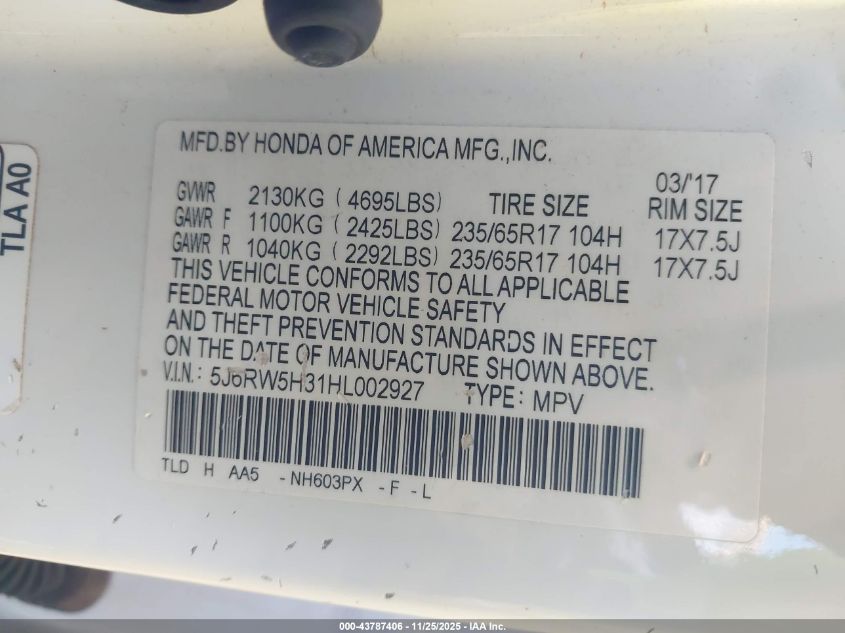 MFD.BY HONDA OF AMERICA MFG.,INC.
03/'17
GVWR 2130KG (4695LBS) TIRE SIZE RIM SIZE
GAWR F 1100KG (2425LBS) 235/65R17 104H 17X7.5J
GAWR R 1040KG (2292LBS) 235/65R17 104H 17X7.5J
THIS VEHICLE CONFORMS TO ALL APPLICABLE
FEDERAL MOTOR VEHICLE SAFETY
AND THEFT PREVENTION STANDARDS IN EFFECT
ON THE DATE OF MANUFACTURE SHOWN ABOVE.
V.I.N.: 5J6RW5H31HL002927 TYPE: MPV
TLD H AA5 -NH603PX -F -L
TLA A0
000-43787406 — 11/25/2025 — IAA Inc.